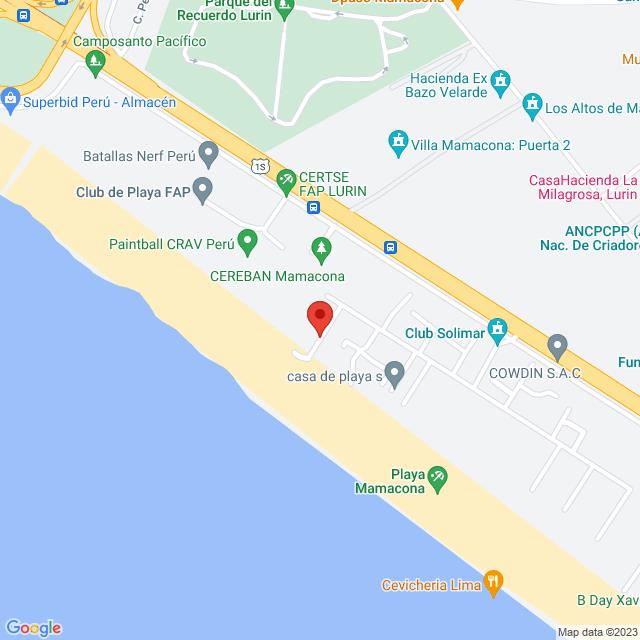 Parque del
Recuerdo Lurin
Mamacona
C. Pe
Camposanto Pacífico
Hacienda Ex
Bazo Velarde
Mu
Superbid Perú - Almacén
Los Altos de Ma
Villa Mamacona: Puerta 2
Batallas Nerf Perú
1S
CERTSE
FAP LURIN
CasaHacienda La
Milagrosa, Lurin
Club de Playa FAP
ANCPCPP (A
Nac. De Criador
Paintball CRAV Perú
CEREBAN Mamacona
Club Solimar
COWDIN S.A.C
Fun
casa de playa s
Playa
Mamacona
Cevicheria Lima
B Day Xav
Google
Map data ©2023